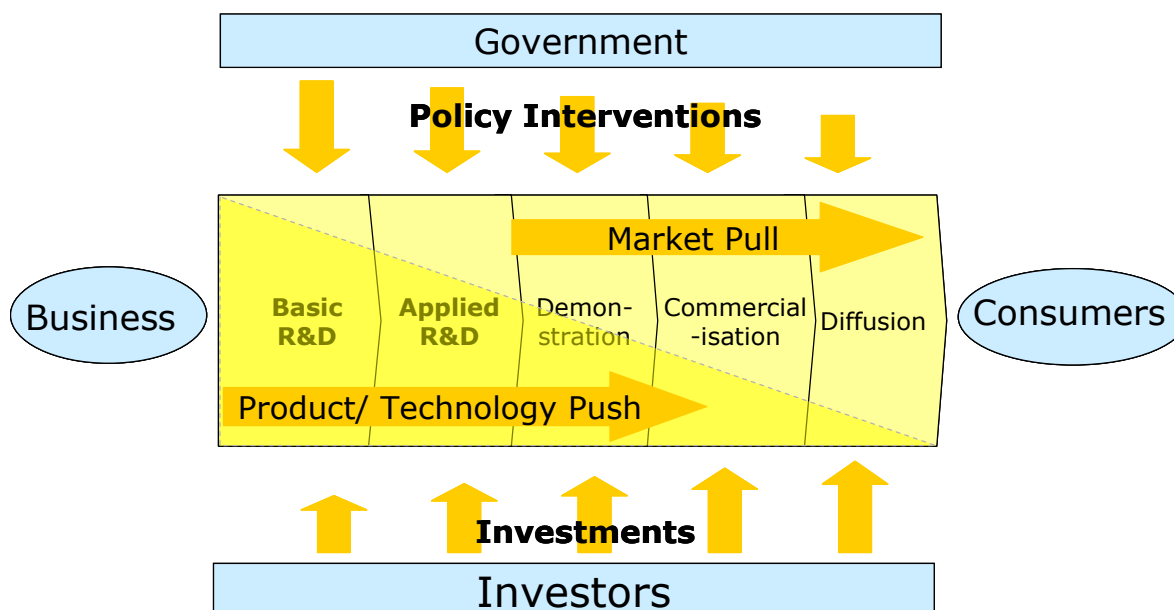 Government
Policy Interventions
Market Pull
Business
Basic
R&D
Applied
R&D
Demon-
stration
Commercial
-isation
Diffusion
Consumers
Product/ Technology Push
Investments
Investors